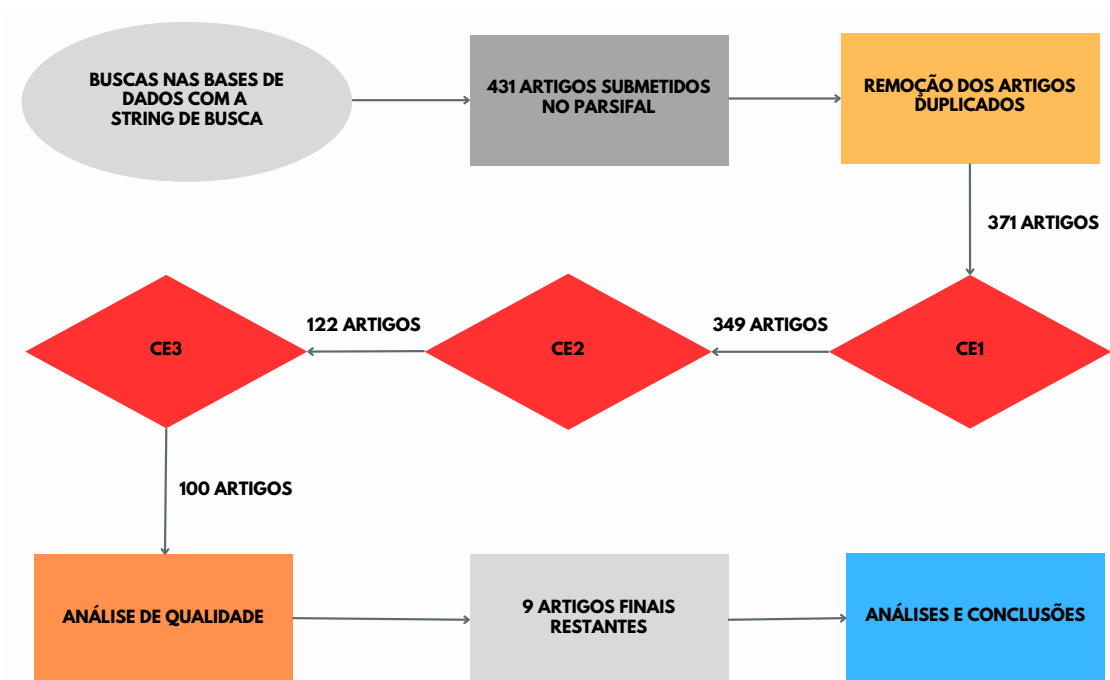 BUSCAS NAS BASES DE
DADOS COM A
STRING DE BUSCA
431 ARTIGOS SUBMETIDOS
NO PARSIFAL
REMOÇÃO DOS ARTIGOS
DUPLICADOS
371 ARTIGOS
CE1
349 ARTIGOS
CE2
122 ARTIGOS
CE3
100 ARTIGOS
ANÁLISE DE QUALIDADE
9 ARTIGOS FINAIS
RESTANTES
ANÁLISES E CONCLUSÕES